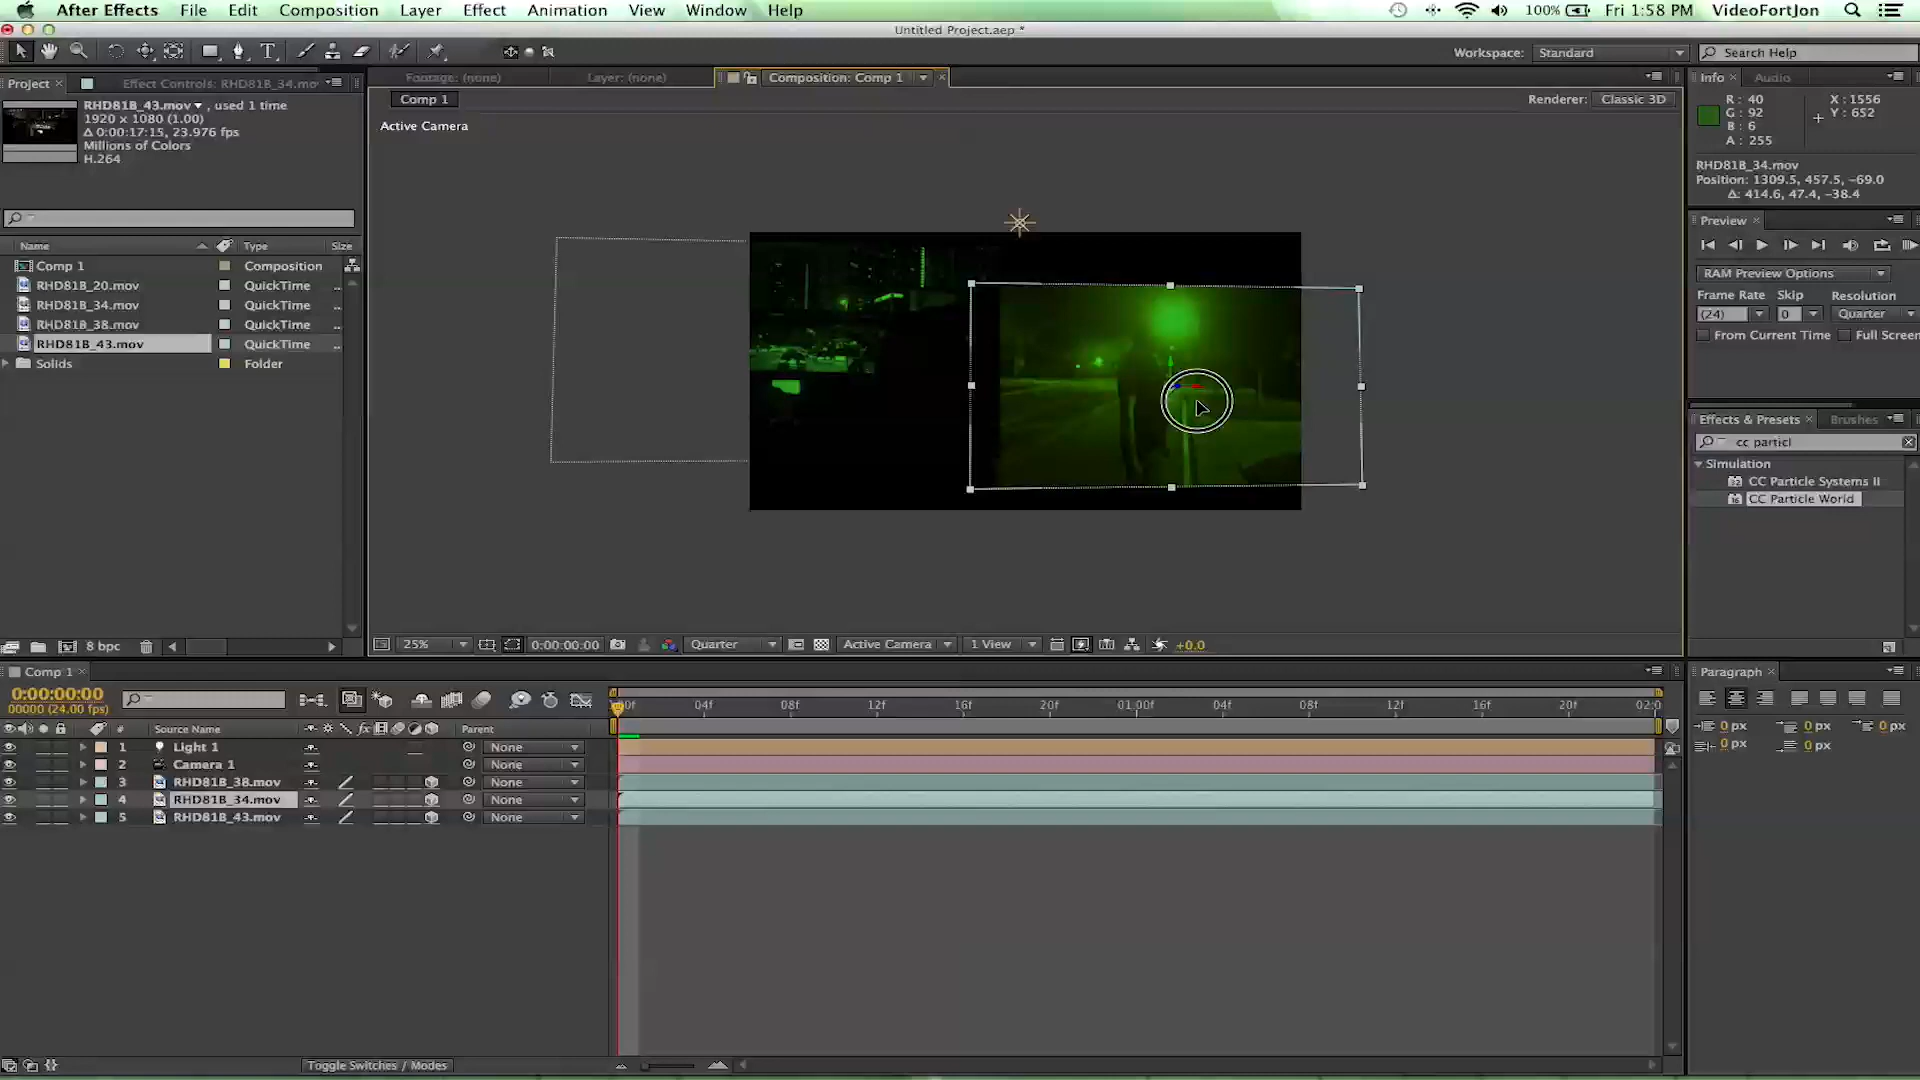 After Effects File Edit Composition Layer Effect Animation View Window Help 100% Fri 1:58 PM VideoFortJon
Untitled Project.aep *
Workspace: Standard Search Help
Project Effect Controls: RHD81B_34.mo
Footage: (none) Layer: (none) Composition: Comp 1
Info Audio
RHD81B_43.mov , used 1 time
1920 x 1080 (1.00)
Δ 0:00:17:15, 23.976 fps
Millions of Colors
H.264
Comp 1
Renderer: Classic 3D
Active Camera
R: 40 X: 1556
G: 92 Y: 652
B: 6
A: 255
RHD81B_34.mov
Position: 1309.5, 457.5, -69.0
Δ: 414.6, 47.4, -38.4
Preview
RAM Preview Options
Frame Rate Skip Resolution
(24) 0 Quarter
From Current Time Full Screen
Name Type Size
Comp 1 Composition
RHD81B_20.mov QuickTime ..
RHD81B_34.mov QuickTime ..
RHD81B_38.mov QuickTime ..
RHD81B_43.mov QuickTime ..
Solids Folder
Effects & Presets Brushes
cc particl
Simulation
CC Particle Systems II
CC Particle World
8 bpc
25% 0:00:00:00 Quarter Active Camera 1 View +0.0
Comp 1
0:00:00:00
00000 (24.00 fps)
:00f 04f 08f 12f 16f 20f 01:00f 04f 08f 12f 16f 20f 02:0
# Source Name fx Parent
1 Light 1 None
2 Camera 1 None
3 RHD81B_38.mov None
4 RHD81B_34.mov None
5 RHD81B_43.mov None
Paragraph
0 px 0 px 0 px
0 px 0 px
Toggle Switches / Modes